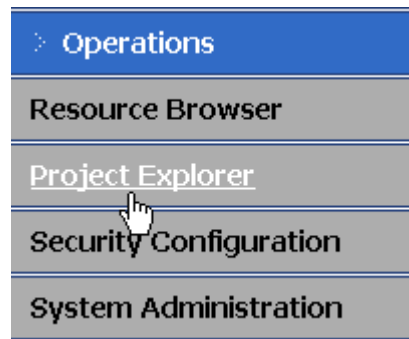 Operations
Resource Browser
Project Explorer
Security Configuration
System Administration